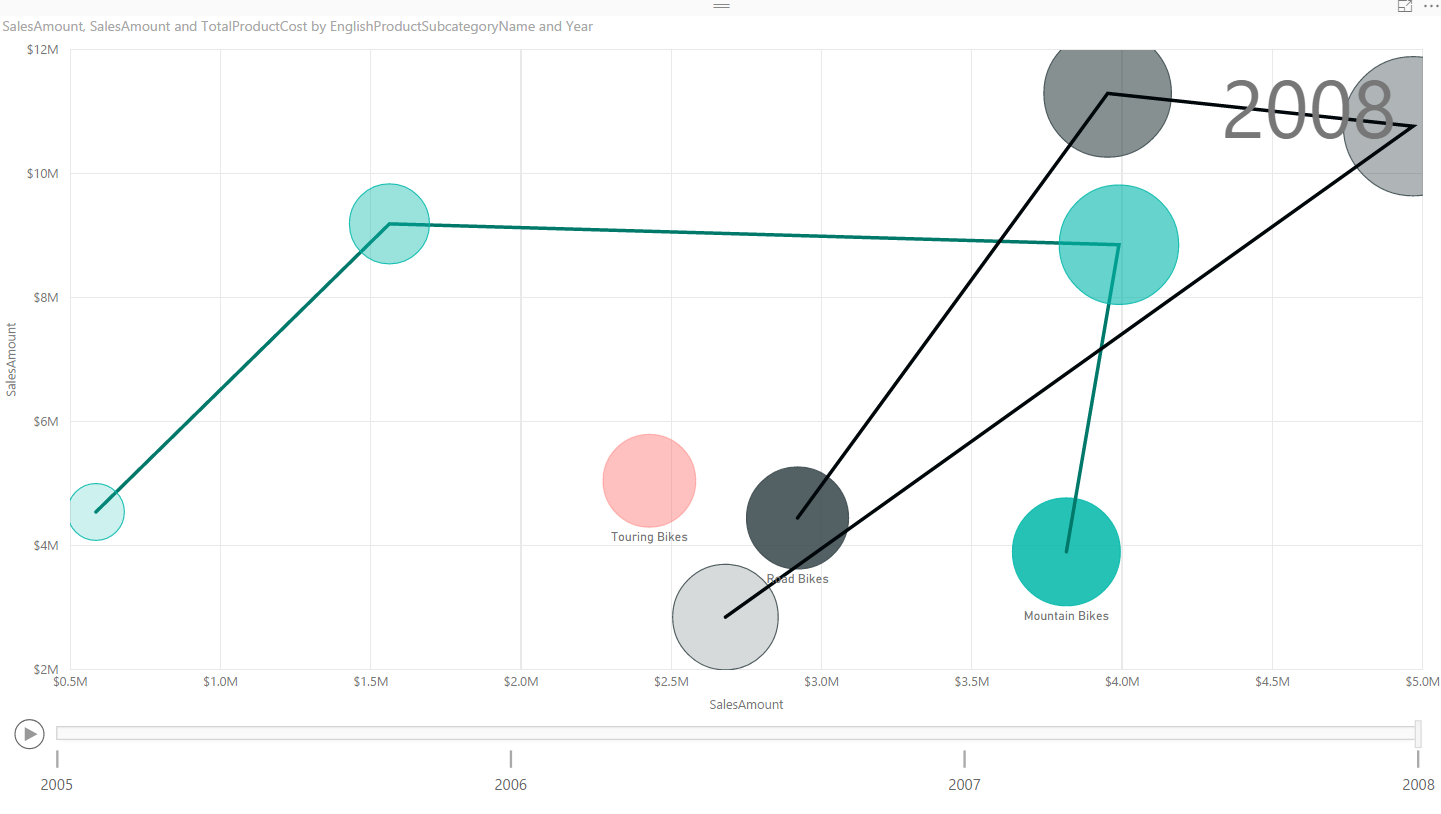 SalesAmount, SalesAmount and TotalProductCost by EnglishProductSubcategoryName and Year
$12M
2008
$10M
$8M
SalesAmount
$6M
Touring Bikes
$4M
Road Bikes
Mountain Bikes
$2M
$0.5M $1.0M $1.5M $2.0M $2.5M $3.0M $3.5M $4.0M $4.5M $5.0M
SalesAmount
2005 2006 2007 2008